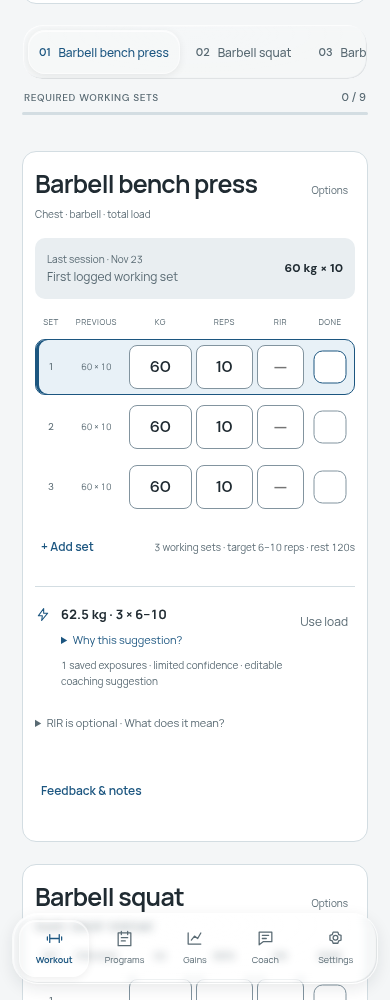 01 Barbell bench press 02 Barbell squat 03 Barb
REQUIRED WORKING SETS 0 / 9
Barbell bench press
Options
Chest · barbell · total load
Last session · Nov 23
First logged working set
60 kg × 10
SET PREVIOUS KG REPS RIR DONE
1 60 × 10 60 10 —
2 60 × 10 60 10 —
3 60 × 10 60 10 —
+ Add set 3 working sets · target 6–10 reps · rest 120s
62.5 kg · 3 × 6–10
Use load
▶ Why this suggestion?
1 saved exposures · limited confidence · editable
coaching suggestion
▶ RIR is optional · What does it mean?
Feedback & notes
Barbell squat
Options
Workout Programs Gains Coach Settings